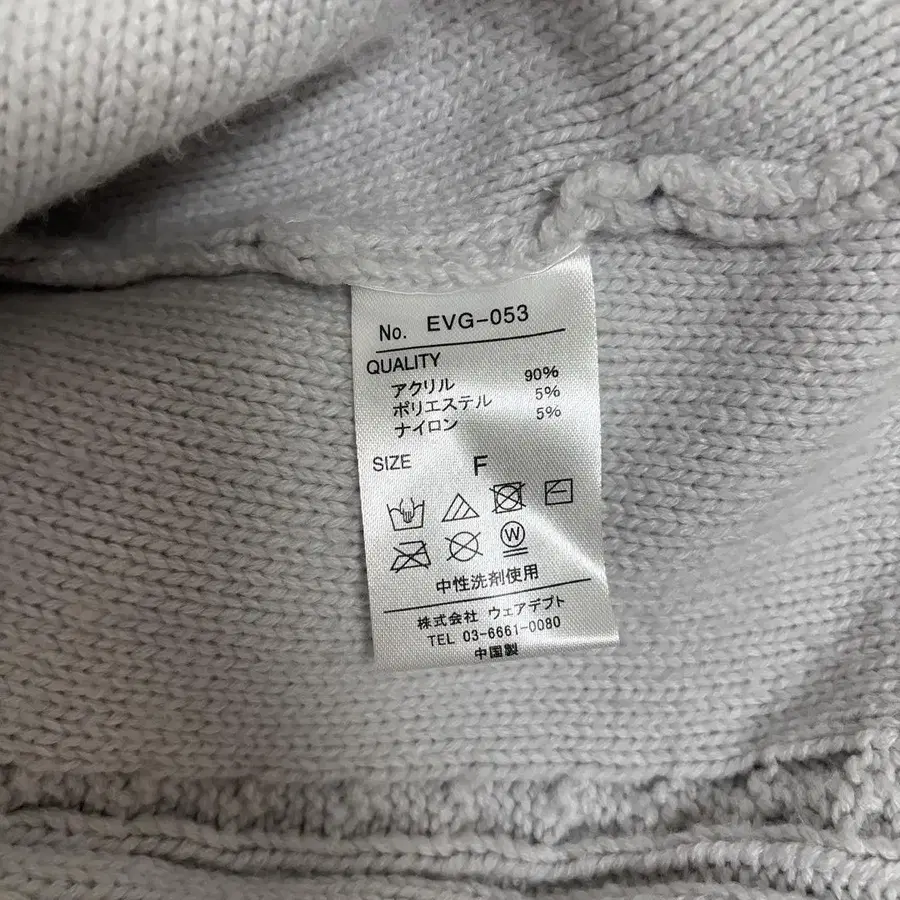 No. EVG-053
QUALITY
アクリル 90%
ポリエステル 5%
ナイロン 5%
SIZE F
W
中性洗剤使用
株式会社 ウェアデプト
TEL 03-6661-0080
中国製